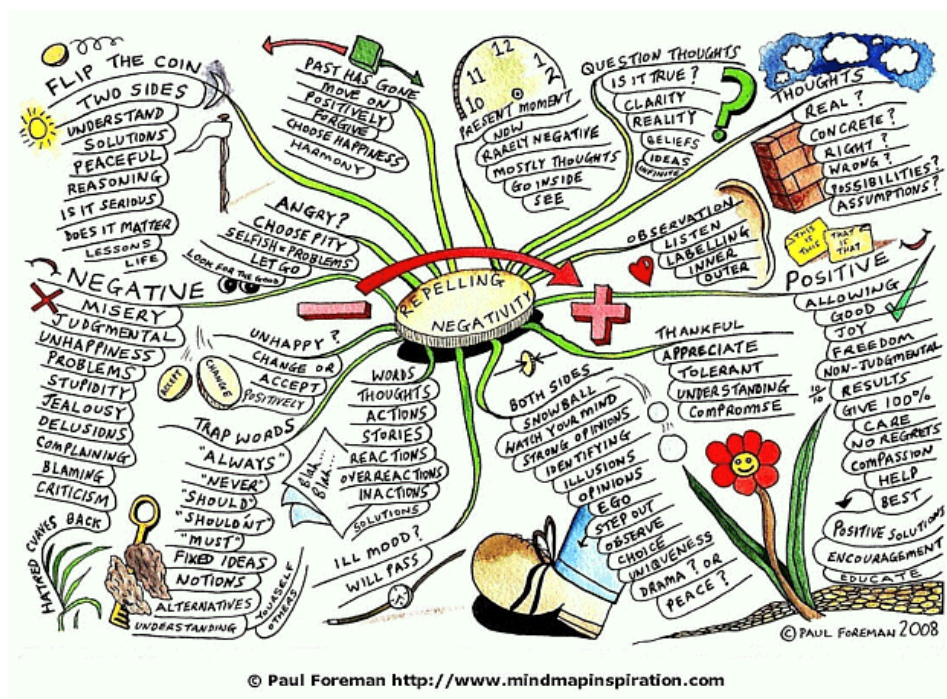 FLIP THE COIN
TWO SIDES
UNDERSTAND
SOLUTIONS
PEACEFUL
REASONING
IS IT SERIOUS
DOES IT MATTER
LESSONS
LIFE
PAST HAS GONE
MOVE ON
POSITIVELY
FORGIVE
CHOOSE HAPPINESS
HARMONY
12
1
2
11
10
PRESENT MOMENT
NOW
RARELY NEGATIVE
MOSTLY THOUGHTS
GO INSIDE
SEE
QUESTION THOUGHTS
IS IT TRUE?
CLARITY
REALITY
BELIEFS
IDEAS
INFINITE
?
THOUGHTS
REAL?
CONCRETE?
RIGHT?
WRONG?
POSSIBILITIES?
ASSUMPTIONS?
ANGRY?
CHOOSE PITY
SELFISH+PROBLEMS
LET GO
LOOK FOR THE GOOD
OBSERVATION
LISTEN
LABELLING
INNER
OUTER
THIS IS THIS
THAT IS THAT
REPELLING
NEGATIVITY
NEGATIVE
MISERY
JUDGMENTAL
UNHAPPINESS
PROBLEMS
STUPIDITY
JEALOUSY
DELUSIONS
COMPLAINING
BLAMING
CRITICISM
HATRED CURVES BACK
POSITIVE
ALLOWING
GOOD
JOY
FREEDOM
NON-JUDGMENTAL
RESULTS
10/10
GIVE 100%
CARE
NO REGRETS
COMPASSION
HELP
BEST
POSITIVE SOLUTIONS
ENCOURAGEMENT
EDUCATE
UNHAPPY?
CHANGE OR
ACCEPT
POSITIVELY
ACCEPT
CHANGE
THANKFUL
APPRECIATE
TOLERANT
UNDERSTANDING
COMPROMISE
TRAP WORDS
"ALWAYS"
"NEVER"
"SHOULD"
"SHOULDN'T"
"MUST"
FIXED IDEAS
NOTIONS
ALTERNATIVES
UNDERSTANDING
YOURSELF
OTHERS
WORDS
THOUGHTS
ACTIONS
STORIES
REACTIONS
OVERREACTIONS
INACTIONS
SOLUTIONS
Blah...
Blah...
ILL MOOD?
WILL PASS
BOTH SIDES
SNOWBALL
WATCH YOUR MIND
STRONG OPINIONS
IDENTIFYING
ILLUSIONS
OPINIONS
EGO
STEP OUT
OBSERVE
CHOICE
UNIQUENESS
DRAMA? OR
PEACE?
© PAUL FOREMAN 2008
© Paul Foreman http://www.mindmapinspiration.com